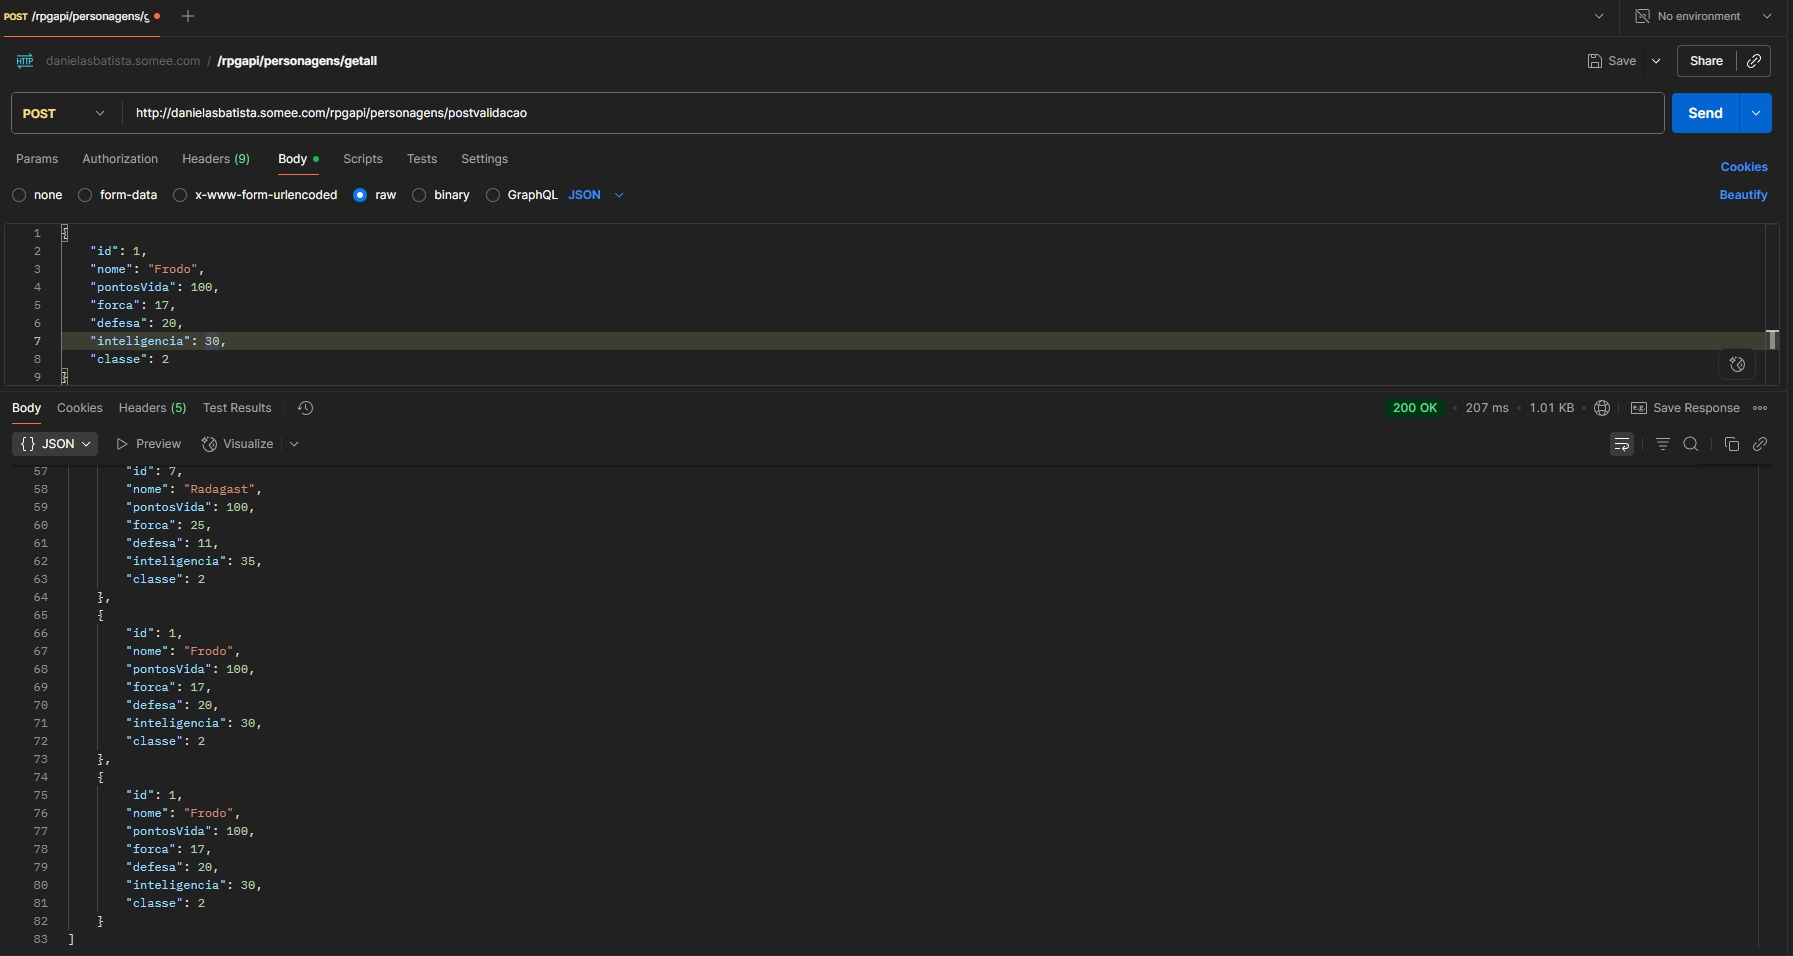 POST /rpgapi/personagens/g
No environment
HTTP danielasbatista.somee.com / /rpgapi/personagens/getall
Save
Share
POST http://danielasbatista.somee.com/rpgapi/personagens/postvalidacao
Send
Params Authorization Headers (9) Body Scripts Tests Settings
Cookies
none form-data x-www-form-urlencoded raw binary GraphQL JSON
Beautify
1 {
2 "id": 1,
3 "nome": "Frodo",
4 "pontosVida": 100,
5 "forca": 17,
6 "defesa": 20,
7 "inteligencia": 30,
8 "classe": 2
9 }
Body Cookies Headers (5) Test Results
200 OK • 207 ms • 1.01 KB
e.g. Save Response
{} JSON Preview Visualize
57 "id": 7,
58 "nome": "Radagast",
59 "pontosVida": 100,
60 "forca": 25,
61 "defesa": 11,
62 "inteligencia": 35,
63 "classe": 2
64 },
65 {
66 "id": 1,
67 "nome": "Frodo",
68 "pontosVida": 100,
69 "forca": 17,
70 "defesa": 20,
71 "inteligencia": 30,
72 "classe": 2
73 },
74 {
75 "id": 1,
76 "nome": "Frodo",
77 "pontosVida": 100,
78 "forca": 17,
79 "defesa": 20,
80 "inteligencia": 30,
81 "classe": 2
82 }
83 ]